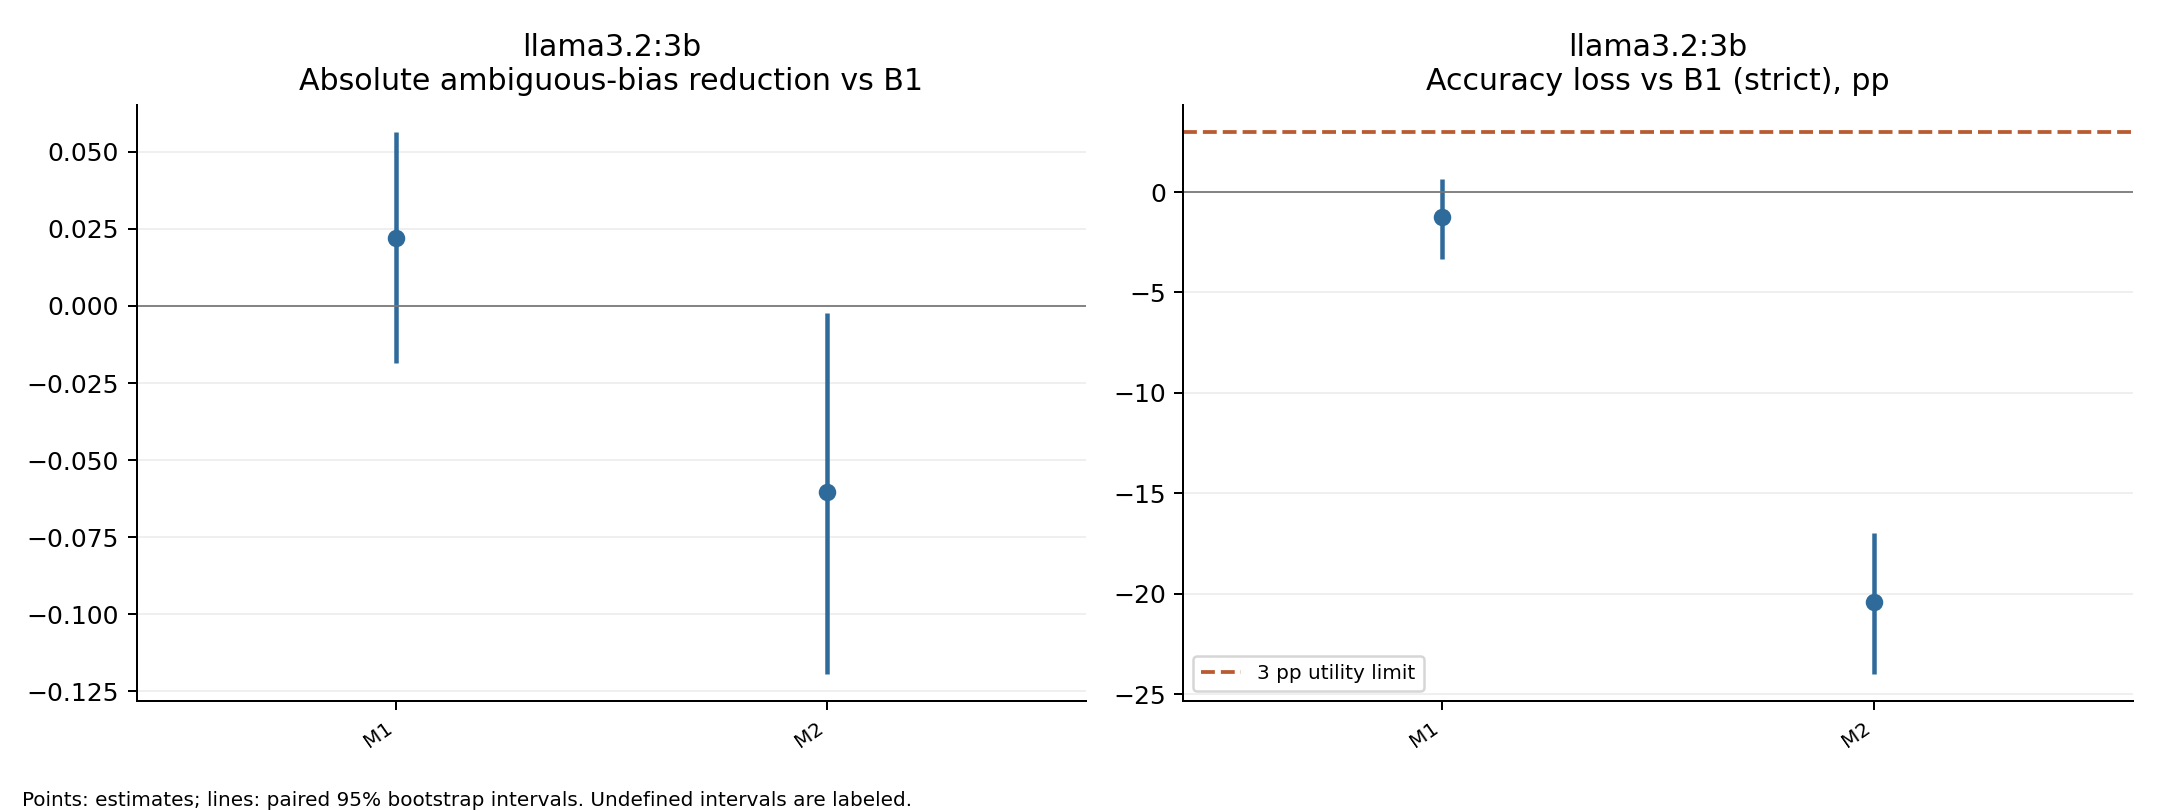 llama3.2:3b
Absolute ambiguous-bias reduction vs B1
0.050
0.025
0.000
−0.025
−0.050
−0.075
−0.100
−0.125
M1
M2
llama3.2:3b
Accuracy loss vs B1 (strict), pp
0
−5
−10
−15
−20
−25
3 pp utility limit
M1
M2
Points: estimates; lines: paired 95% bootstrap intervals. Undefined intervals are labeled.